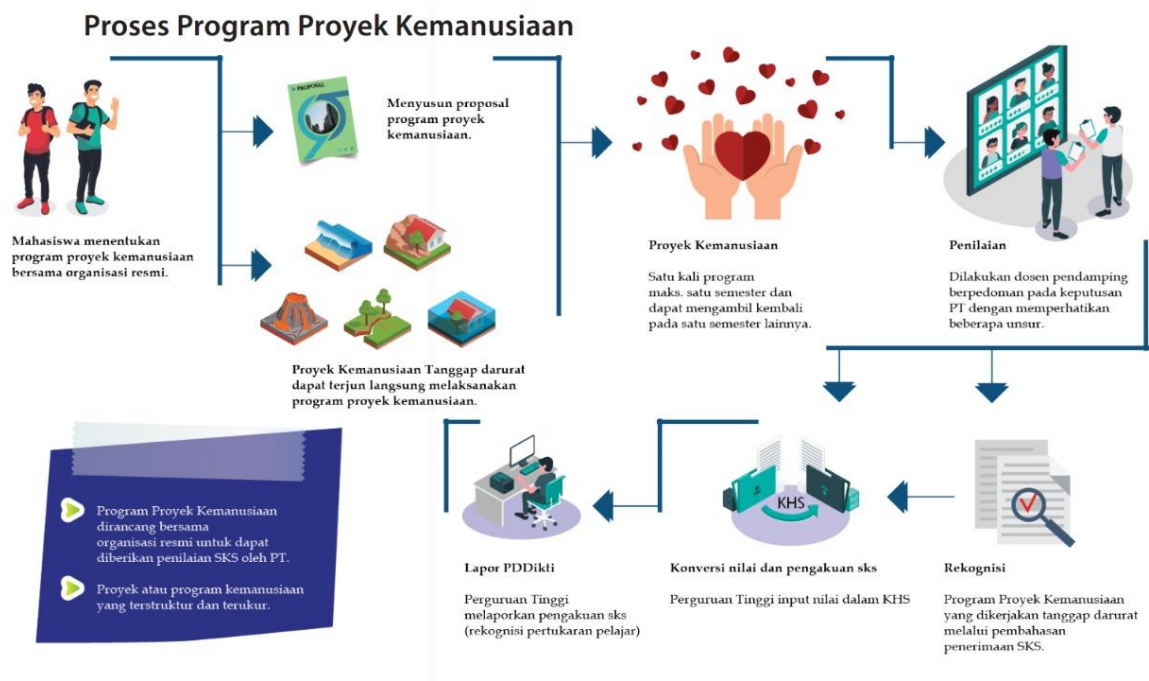 Proses Program Proyek Kemanusiaan
PROPOSAL
Menyusun proposal
program proyek
kemanusiaan.
Mahasiswa menentukan
program proyek kemanusiaan
bersama organisasi resmi.
Proyek Kemanusiaan Tanggap darurat
dapat terjun langsung melaksanakan
program proyek kemanusiaan.
Proyek Kemanusiaan
Satu kali program
maks. satu semester dan
dapat mengambil kembali
pada satu semester lainnya.
Penilaian
Dilakukan dosen pendamping
berpedoman pada keputusan
PT dengan memperhatikan
beberapa unsur.
Rekognisi
Program Proyek Kemanusiaan
yang dikerjakan tanggap darurat
melalui pembahasan
penerimaan SKS.
KHS
Konversi nilai dan pengakuan sks
Perguruan Tinggi input nilai dalam KHS
Lapor PDDikti
Perguruan Tinggi
melaporkan pengakuan sks
(rekognisi pertukaran pelajar)
Program Proyek Kemanusiaan
dirancang bersama
organisasi resmi untuk dapat
diberikan penilaian SKS oleh PT.
Proyek atau program kemanusiaan
yang terstruktur dan terukur.